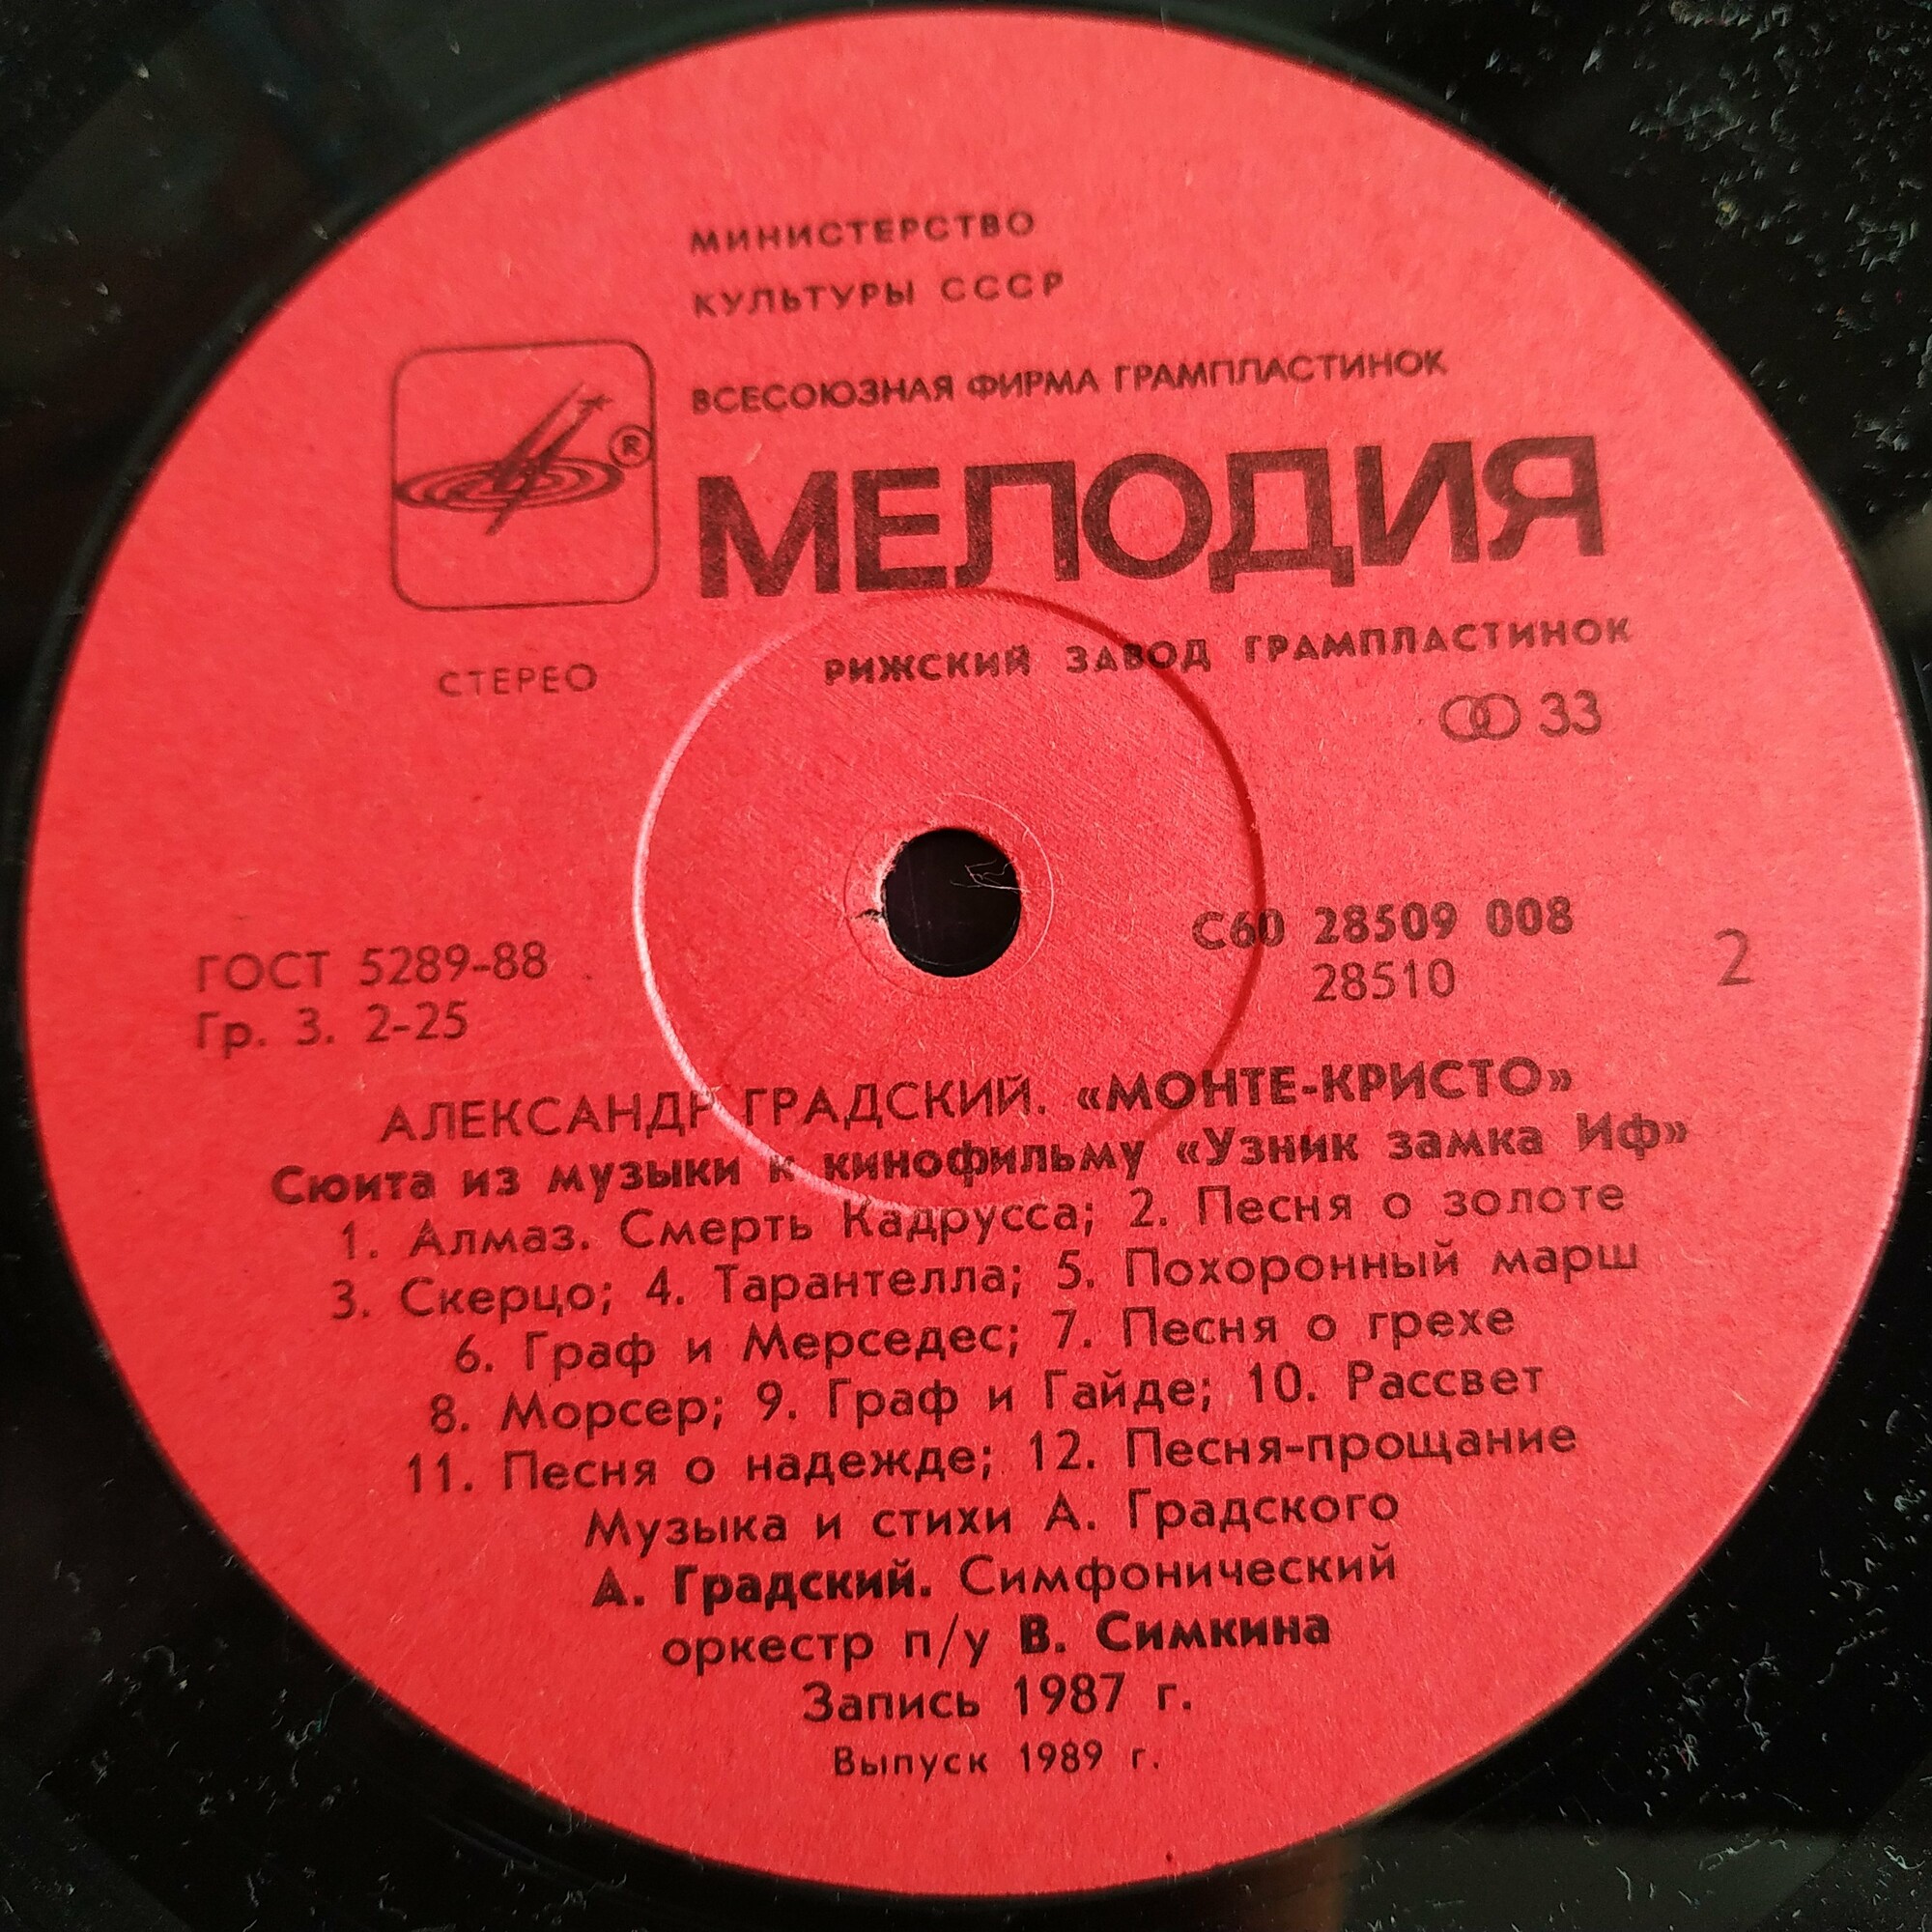 МИНИСТЕРСТВО
КУЛЬТУРЫ СССР
ВСЕСОЮЗНАЯ ФИРМА ГРАМПЛАСТИНОК
®
МЕЛОДИЯ
СТЕРЕО
РИЖСКИЙ ЗАВОД ГРАМПЛАСТИНОК
33
ГОСТ 5289-88
Гр. 3. 2-25
С60 28509 008
28510
2
АЛЕКСАНДР ГРАДСКИЙ. «МОНТЕ-КРИСТО»
Сюита из музыки к кинофильму «Узник замка Иф»
1. Алмаз. Смерть Кадрусса; 2. Песня о золоте
3. Скерцо; 4. Тарантелла; 5. Похоронный марш
6. Граф и Мерседес; 7. Песня о грехе
8. Морсер; 9. Граф и Гайде; 10. Рассвет
11. Песня о надежде; 12. Песня-прощание
Музыка и стихи А. Градского
А. Градский. Симфонический
оркестр п/у В. Симкина
Запись 1987 г.
Выпуск 1989 г.